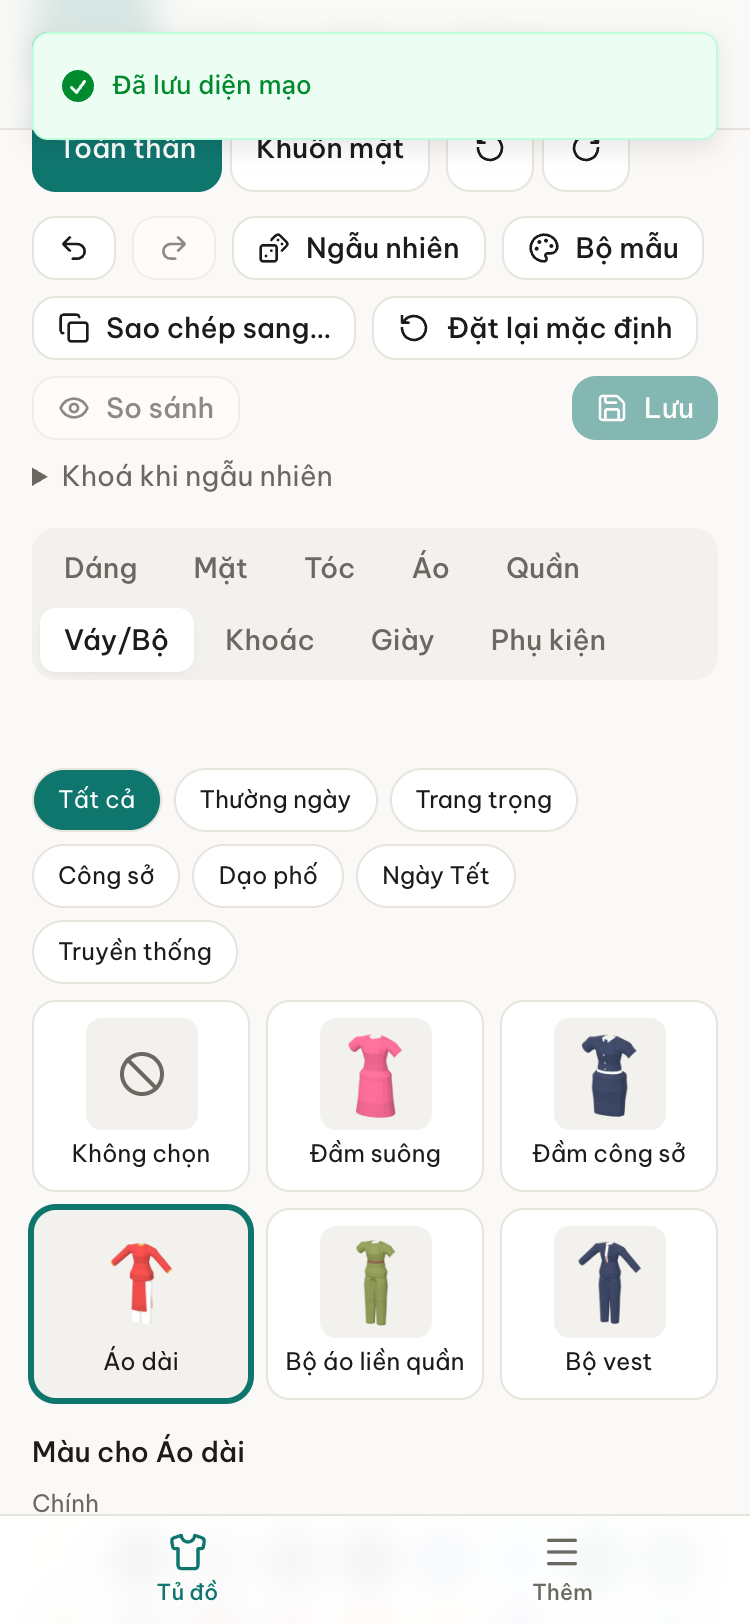 Đã lưu diện mạo
Toàn thân Khuôn mặt
Ngẫu nhiên Bộ mẫu
Sao chép sang... Đặt lại mặc định
So sánh Lưu
Khoá khi ngẫu nhiên
Dáng Mặt Tóc Áo Quần
Váy/Bộ Khoác Giày Phụ kiện
Tất cả Thường ngày Trang trọng
Công sở Dạo phố Ngày Tết
Truyền thống
Không chọn Đầm suông Đầm công sở
Áo dài Bộ áo liền quần Bộ vest
Màu cho Áo dài
Chính
Tủ đồ Thêm